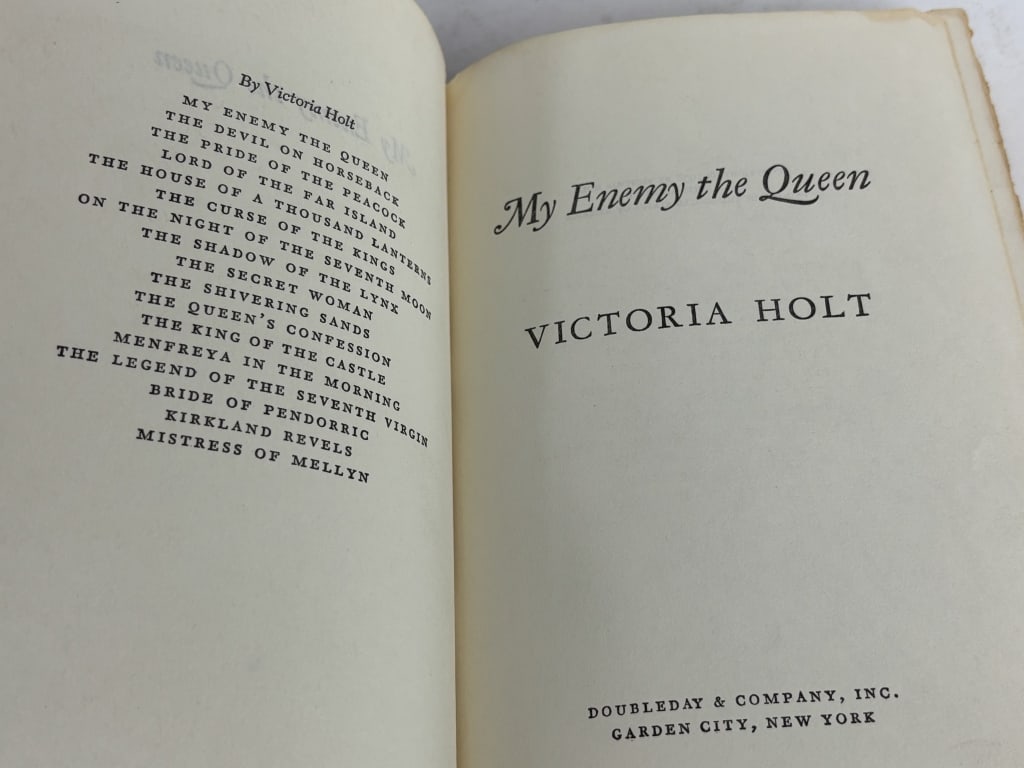 By Victoria Holt
MY ENEMY THE QUEEN
THE DEVIL ON HORSEBACK
THE PRIDE OF THE PEACOCK
LORD OF THE FAR ISLAND
THE HOUSE OF A THOUSAND LANTERNS
THE CURSE OF THE KINGS
ON THE NIGHT OF THE SEVENTH MOON
THE SHADOW OF THE LYNX
THE SECRET WOMAN
THE SHIVERING SANDS
THE QUEEN'S CONFESSION
THE KING OF THE CASTLE
MENFREYA IN THE MORNING
THE LEGEND OF THE SEVENTH VIRGIN
BRIDE OF PENDORRIC
KIRKLAND REVELS
MISTRESS OF MELLYN
My Enemy the Queen
VICTORIA HOLT
DOUBLEDAY & COMPANY, INC.
GARDEN CITY, NEW YORK